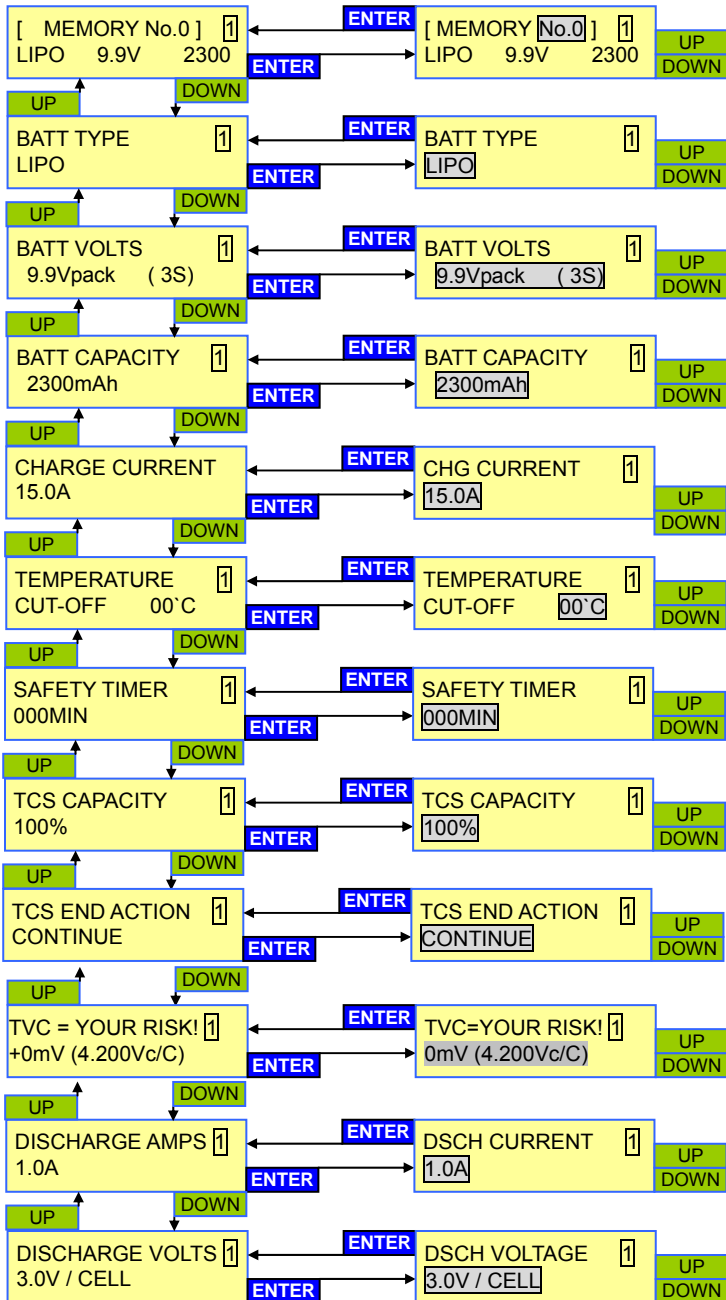 [ MEMORY No.0 ] 1
LIPO 9.9V 2300
ENTER
ENTER
[ MEMORY No.0 ] 1
LIPO 9.9V 2300
UP
DOWN
UP
DOWN
BATT TYPE 1
LIPO
ENTER
ENTER
BATT TYPE 1
LIPO
UP
DOWN
UP
DOWN
BATT VOLTS 1
9.9Vpack ( 3S)
ENTER
ENTER
BATT VOLTS 1
9.9Vpack ( 3S)
UP
DOWN
UP
DOWN
BATT CAPACITY 1
2300mAh
ENTER
ENTER
BATT CAPACITY 1
2300mAh
UP
DOWN
UP
DOWN
CHARGE CURRENT
15.0A
ENTER
ENTER
CHG CURRENT 1
15.0A
UP
DOWN
UP
DOWN
TEMPERATURE 1
CUT-OFF 00`C
ENTER
ENTER
TEMPERATURE 1
CUT-OFF 00`C
UP
DOWN
UP
DOWN
SAFETY TIMER 1
000MIN
ENTER
ENTER
SAFETY TIMER 1
000MIN
UP
DOWN
UP
DOWN
TCS CAPACITY 1
100%
ENTER
ENTER
TCS CAPACITY 1
100%
UP
DOWN
UP
DOWN
TCS END ACTION 1
CONTINUE
ENTER
ENTER
TCS END ACTION 1
CONTINUE
UP
DOWN
UP
DOWN
TVC = YOUR RISK! 1
+0mV (4.200Vc/C)
ENTER
ENTER
TVC=YOUR RISK! 1
0mV (4.200Vc/C)
UP
DOWN
UP
DOWN
DISCHARGE AMPS 1
1.0A
ENTER
ENTER
DSCH CURRENT 1
1.0A
UP
DOWN
UP
DOWN
DISCHARGE VOLTS 1
3.0V / CELL
ENTER
ENTER
DSCH VOLTAGE 1
3.0V / CELL
UP
DOWN